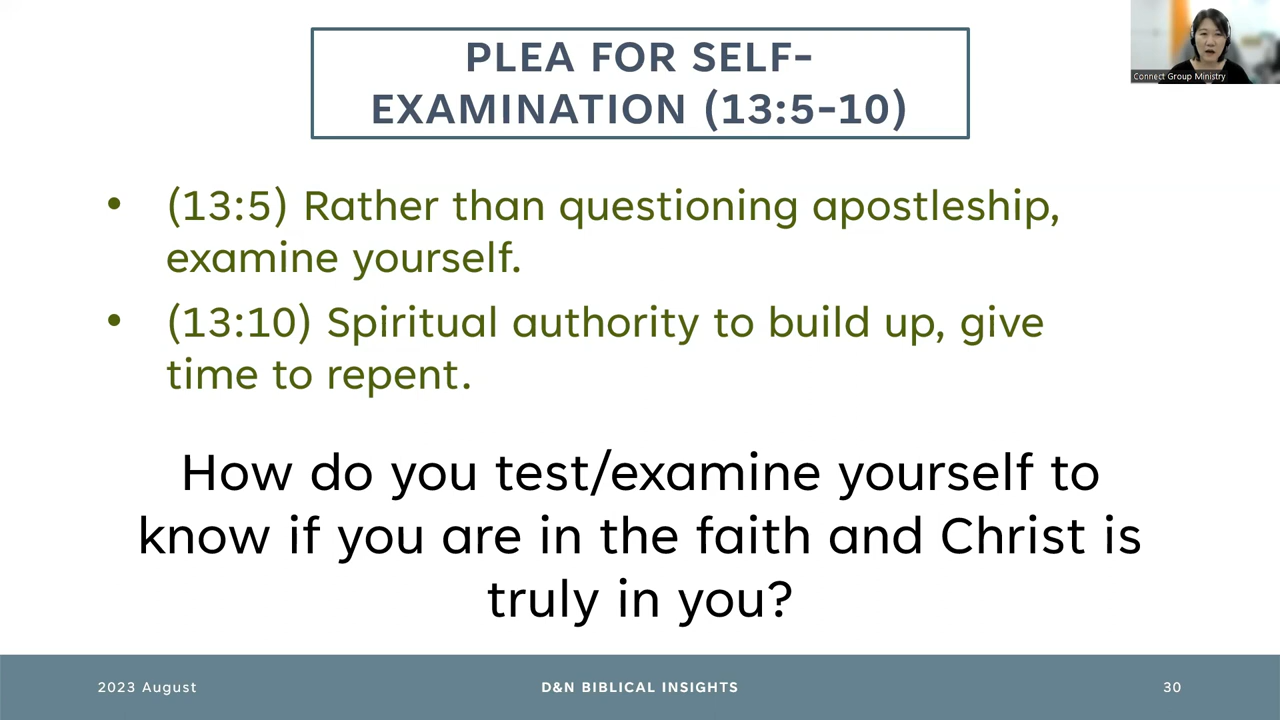 PLEA FOR SELF-
EXAMINATION (13:5-10)
Connect Group Ministry
• (13:5) Rather than questioning apostleship,
examine yourself.
• (13:10) Spiritual authority to build up, give
time to repent.
How do you test/examine yourself to
know if you are in the faith and Christ is
truly in you?
2023 August
D&N BIBLICAL INSIGHTS
30